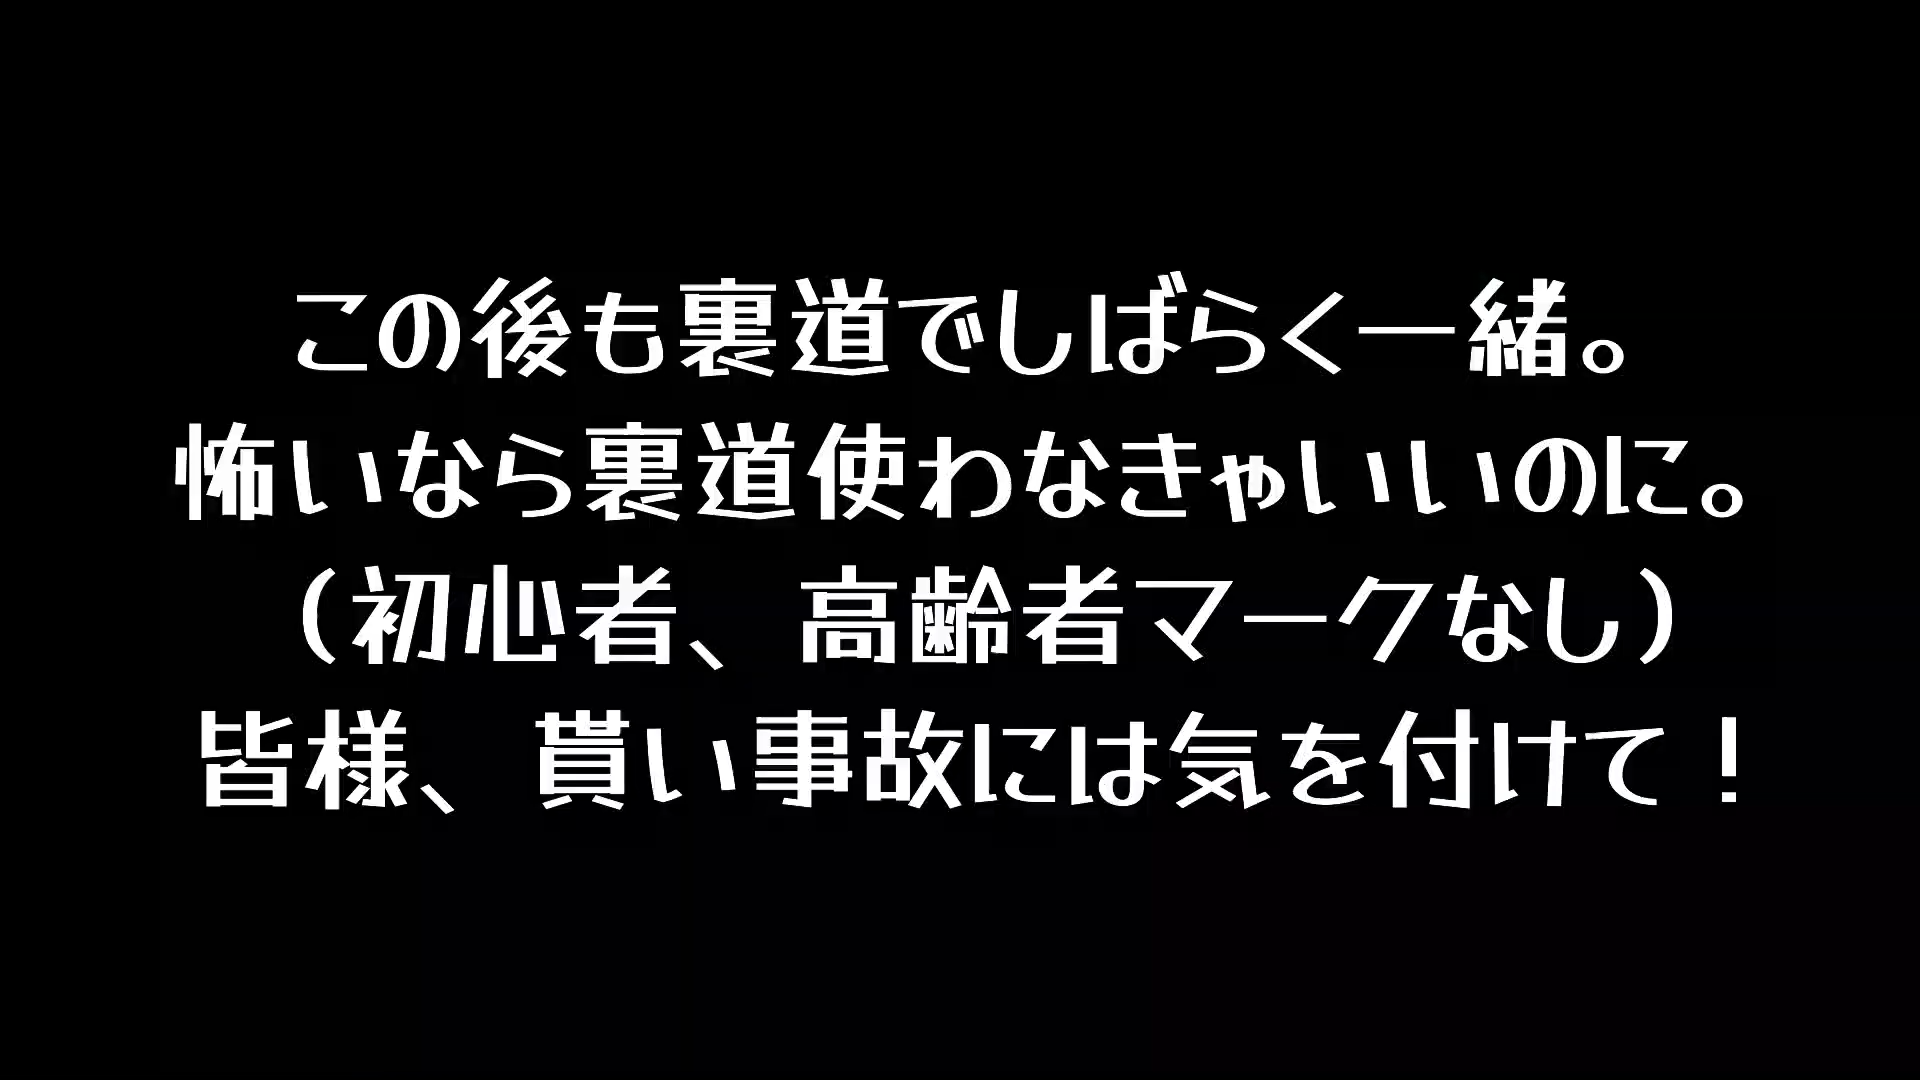 この後も裏道でしばらく一緒。
怖いなら裏道使わなきゃいいのに。
（初心者、高齢者マークなし）
皆様、貰い事故には気を付けて！